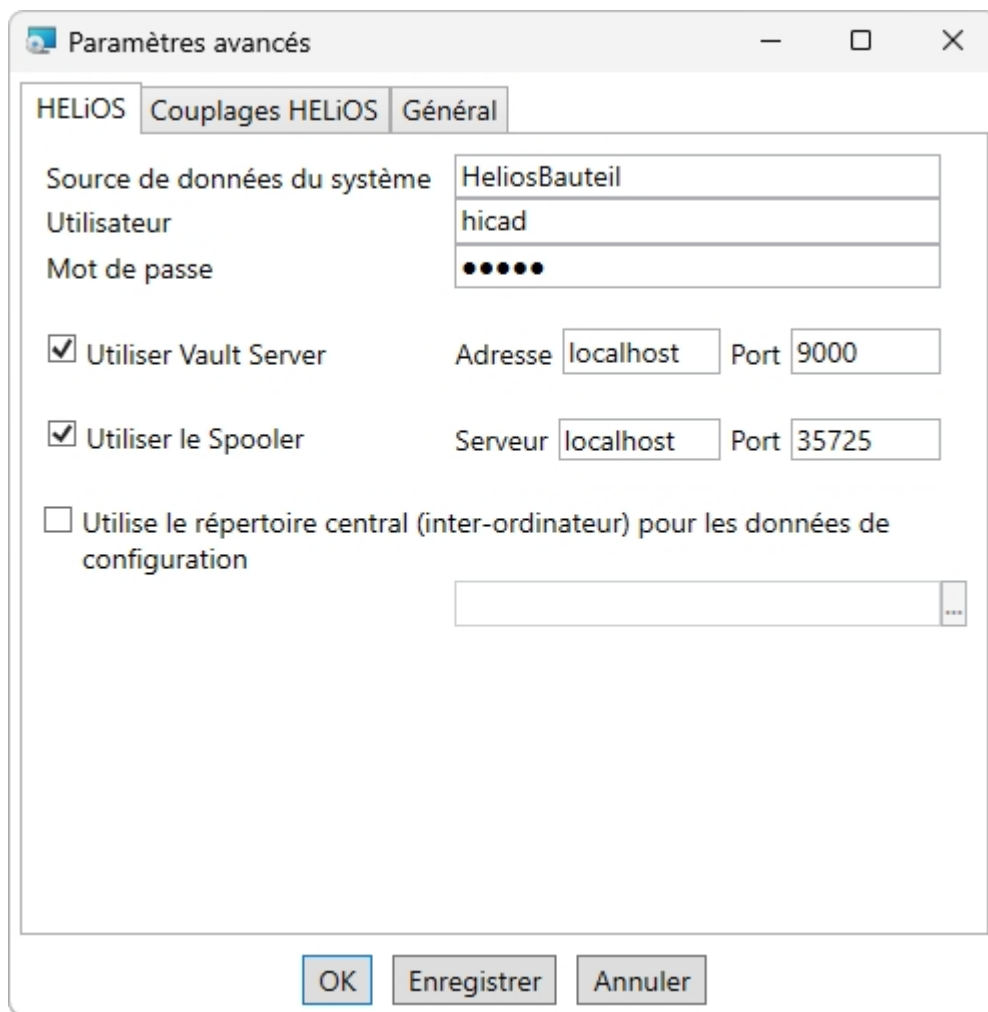 Paramètres avancés
HELiOS Couplages HELiOS Général
Source de données du système HeliosBauteil
Utilisateur hicad
Mot de passe ●●●●●
Utiliser Vault Server Adresse localhost Port 9000
Utiliser le Spooler Serveur localhost Port 35725
Utilise le répertoire central (inter-ordinateur) pour les données de
configuration
...
OK Enregistrer Annuler